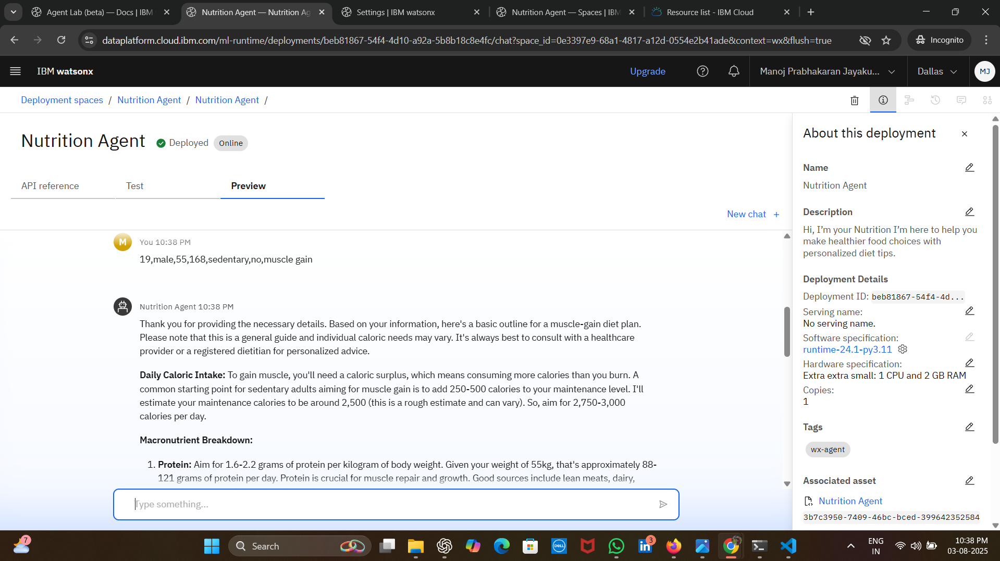 Agent Lab (beta) — Docs | IBM
Nutrition Agent — Nutrition Ag
Settings | IBM watsonx
Nutrition Agent — Spaces | IBM
Resource list - IBM Cloud
dataplatform.cloud.ibm.com/ml-runtime/deployments/beb81867-54f4-4d10-a92a-5b8b18c8e4fc/chat?space_id=0e3397e9-68a1-4817-a12d-0554e2b41ade&context=wx&flush=true
Incognito
IBM watsonx
Upgrade
Manoj Prabhakaran Jayaku...
Dallas
MJ
Deployment spaces / Nutrition Agent / Nutrition Agent /
Nutrition Agent
Deployed
Online
API reference
Test
Preview
New chat +
M
You 10:38 PM
19,male,55,168,sedentary,no,muscle gain
Nutrition Agent 10:38 PM
Thank you for providing the necessary details. Based on your information, here's a basic outline for a muscle-gain diet plan.
Please note that this is a general guide and individual caloric needs may vary. It's always best to consult with a healthcare
provider or a registered dietitian for personalized advice.
Daily Caloric Intake: To gain muscle, you'll need a caloric surplus, which means consuming more calories than you burn. A
common starting point for sedentary adults aiming for muscle gain is to add 250-500 calories to your maintenance level. I'll
estimate your maintenance calories to be around 2,500 (this is a rough estimate and can vary). So, aim for 2,750-3,000
calories per day.
Macronutrient Breakdown:
1. Protein: Aim for 1.6-2.2 grams of protein per kilogram of body weight. Given your weight of 55kg, that's approximately 88-
121 grams of protein per day. Protein is crucial for muscle repair and growth. Good sources include lean meats, dairy,
Type something...
About this deployment
Name
Nutrition Agent
Description
Hi, I’m your Nutrition I’m here to help you
make healthier food choices with
personalized diet tips.
Deployment Details
Deployment ID: beb81867-54f4-4d...
Serving name:
No serving name.
Software specification:
runtime-24.1-py3.11
Hardware specification:
Extra extra small: 1 CPU and 2 GB RAM
Copies:
1
Tags
wx-agent
Associated asset
Nutrition Agent
3b7c3950-7409-46bc-bced-399642352584
7
Search
DELL
3
ENG
IN
10:38 PM
03-08-2025